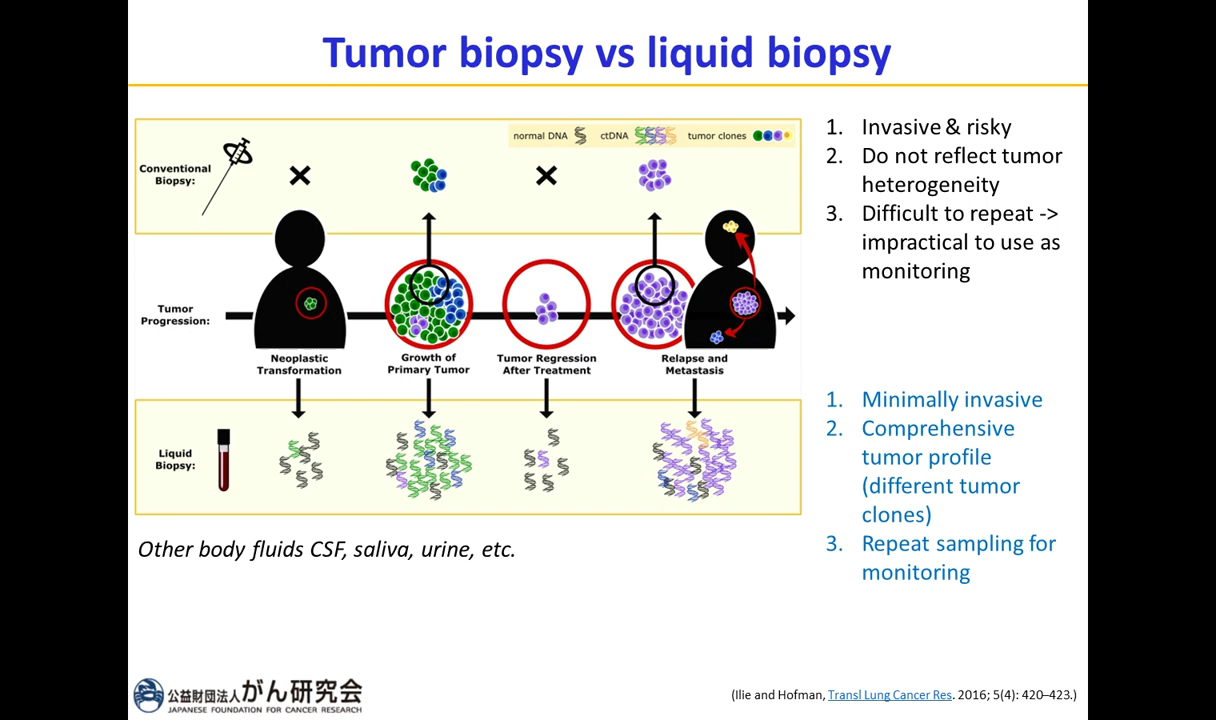 Tumor biopsy vs liquid biopsy
normal DNA
ctDNA
tumor clones
Conventional
Biopsy:
Tumor
Progression:
Neoplastic
Transformation
Growth of
Primary Tumor
Tumor Regression
After Treatment
Relapse and
Metastasis
Liquid
Biopsy:
1. Invasive & risky
2. Do not reflect tumor
heterogeneity
3. Difficult to repeat ->
impractical to use as
monitoring
1. Minimally invasive
2. Comprehensive
tumor profile
(different tumor
clones)
3. Repeat sampling for
monitoring
Other body fluids CSF, saliva, urine, etc.
公益財団法人がん研究会
JAPANESE FOUNDATION FOR CANCER RESEARCH
(Ilie and Hofman, Transl Lung Cancer Res. 2016; 5(4): 420–423.)